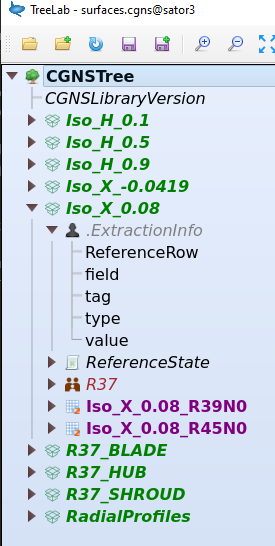 TreeLab - surfaces.cgns@sator3
CGNSTree
CGNSLibraryVersion
Iso_H_0.1
Iso_H_0.5
Iso_H_0.9
Iso_X_-0.0419
Iso_X_0.08
.ExtractionInfo
ReferenceRow
field
tag
type
value
ReferenceState
R37
Iso_X_0.08_R39N0
Iso_X_0.08_R45N0
R37_BLADE
R37_HUB
R37_SHROUD
RadialProfiles